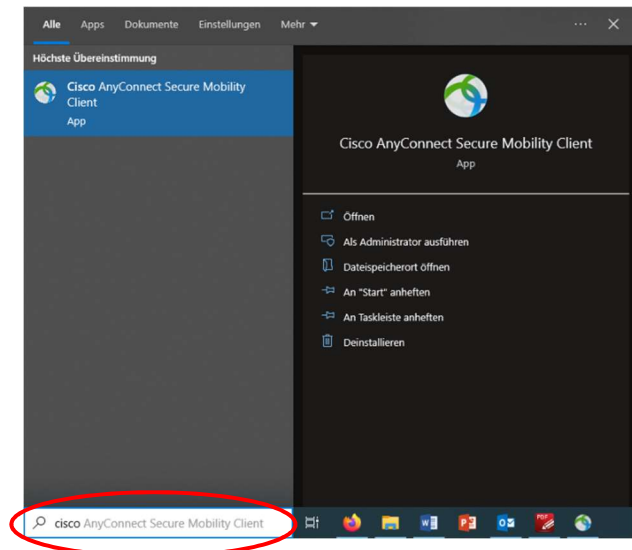 Alle Apps Dokumente Einstellungen Mehr
Höchste Übereinstimmung
Cisco AnyConnect Secure Mobility
Client
App
Cisco AnyConnect Secure Mobility Client
App
Öffnen
Als Administrator ausführen
Dateispeicherort öffnen
An "Start" anheften
An Taskleiste anheften
Deinstallieren
cisco AnyConnect Secure Mobility Client